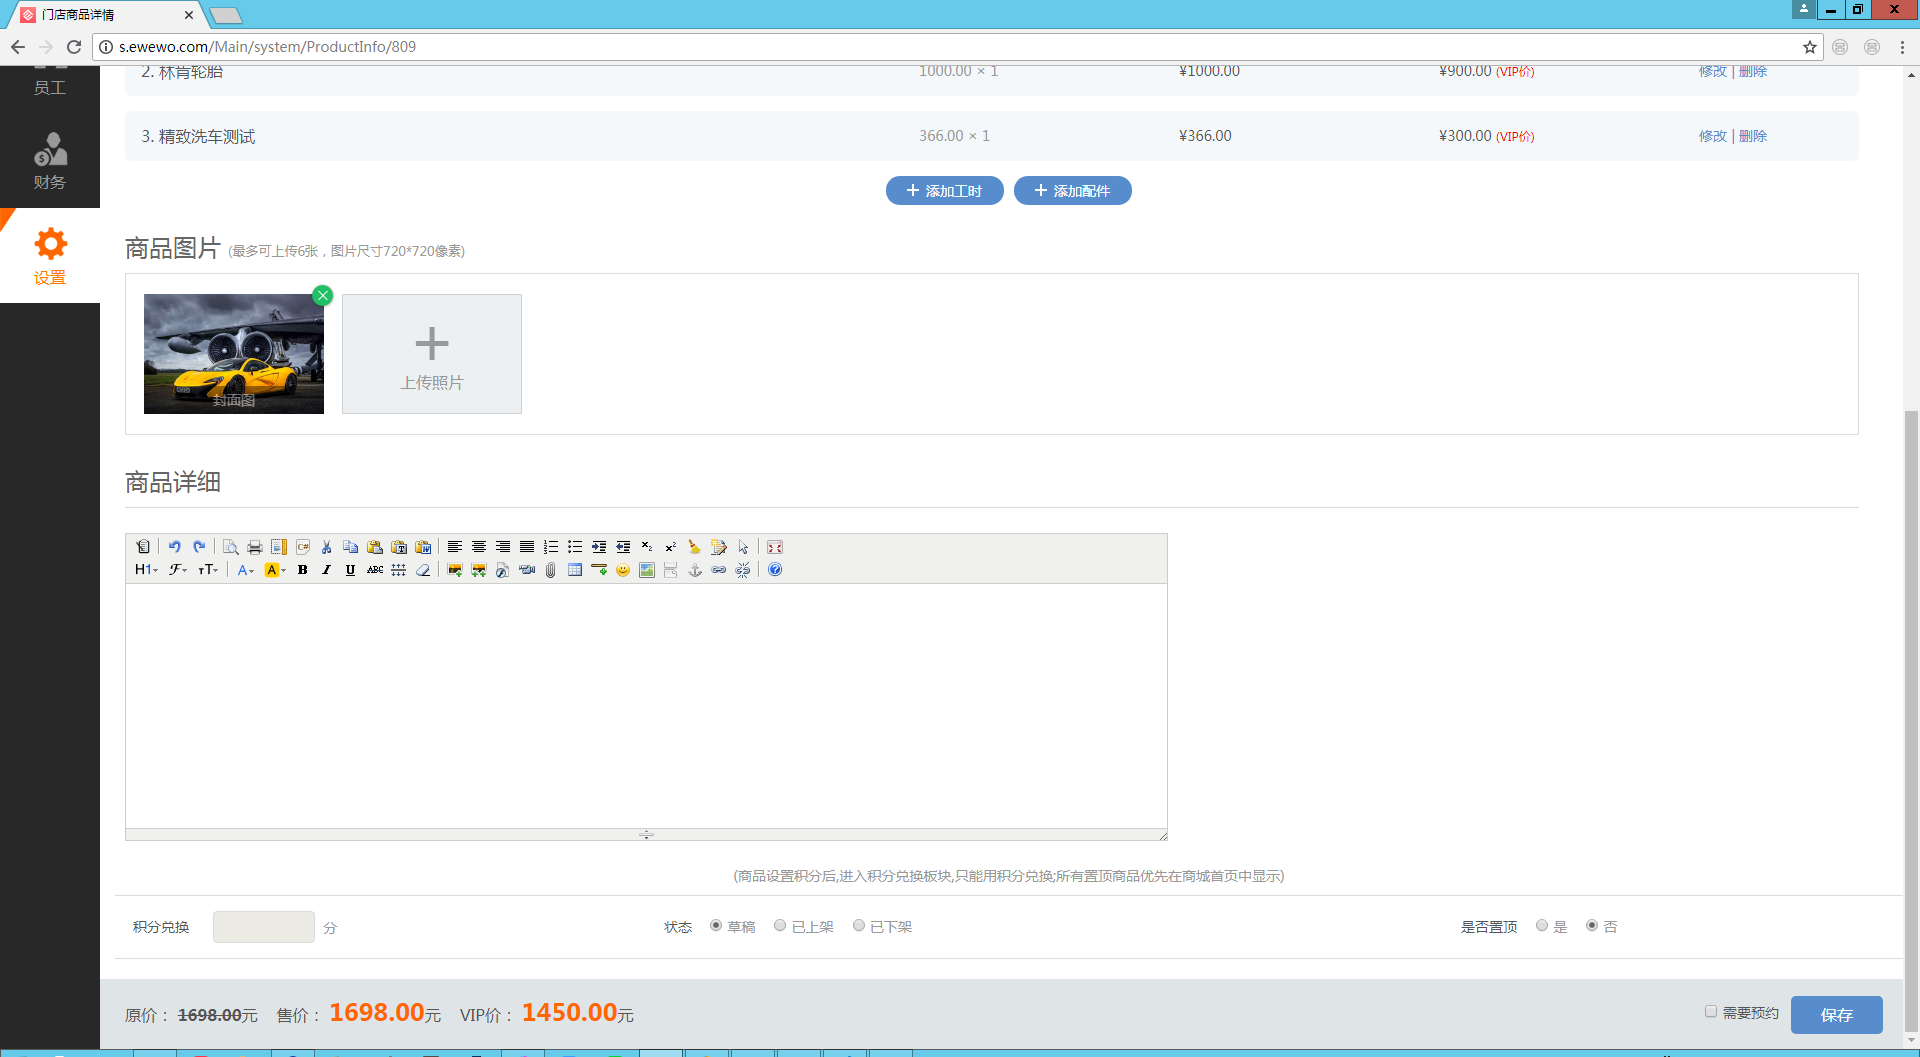 门店商品详情
s.ewewo.com/Main/system/ProductInfo/809
员工
财务
设置
2. 林肯轮胎 1000.00 × 1 ¥1000.00 ¥900.00 (VIP价) 修改 | 删除
3. 精致洗车测试 366.00 × 1 ¥366.00 ¥300.00 (VIP价) 修改 | 删除
添加工时 添加配件
商品图片 (最多可上传6张，图片尺寸720*720像素)
封面图
上传照片
商品详细
(商品设置积分后,进入积分兑换板块,只能用积分兑换;所有置顶商品优先在商城首页中显示)
积分兑换 分 状态 草稿 已上架 已下架 是否置顶 是 否
原价： 1698.00元 售价： 1698.00元 VIP价： 1450.00元 需要预约 保存